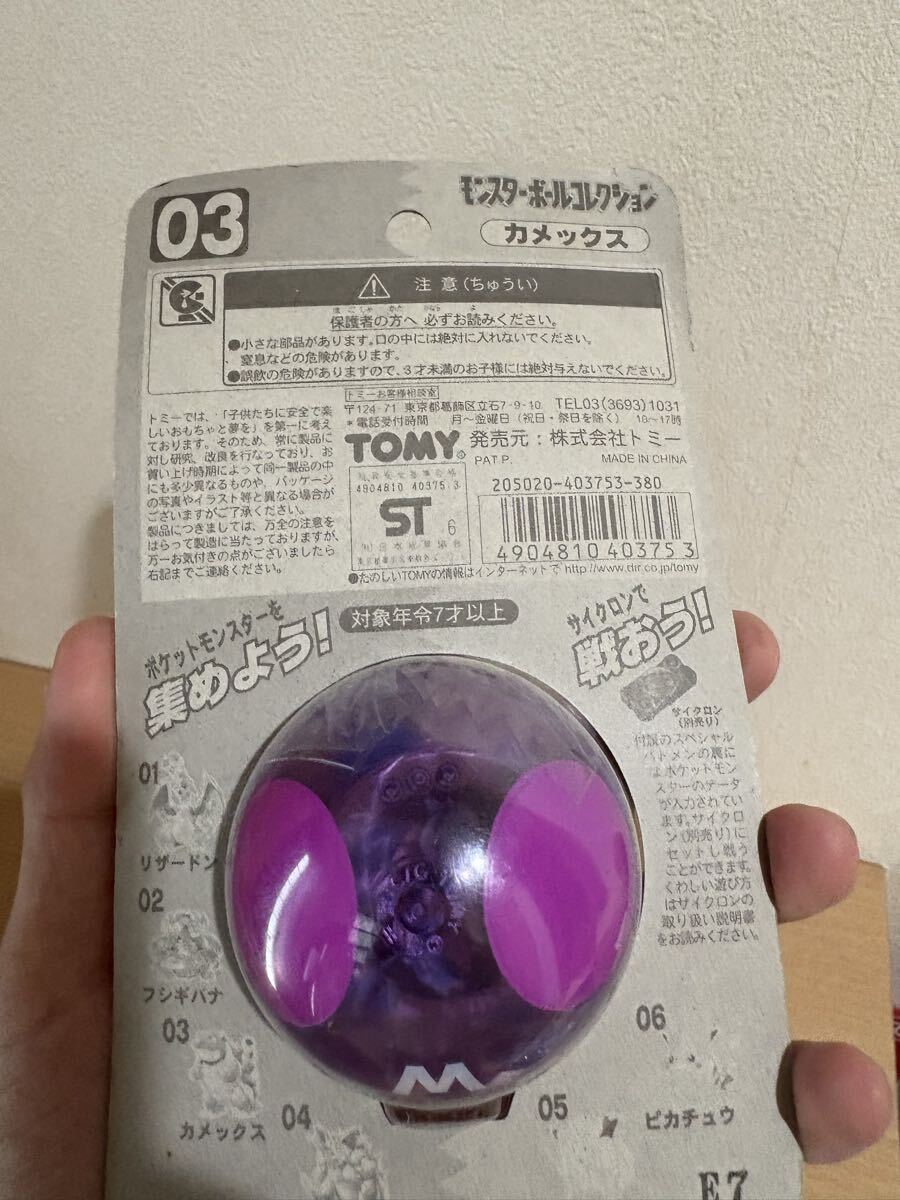 03
モンスターボールコレクション
カメックス
注意(ちゅうい)
保護者の方へ 必ずお読みください。
●小さな部品があります。口の中には絶対に入れないでください。
窒息などの危険があります。
●誤飲の危険がありますので、3才未満のお子様には絶対与えないでください。
トミーお客様相談室
〒124-71 東京都葛飾区立石7-9-10 TEL03(3693)1031
*電話受付時間 月~金曜日(祝日・祭日を除く) 10~17時
トミーでは、「子供たちに安全で楽
しいおもちゃと夢を」を第一に考え
ております。そのため、常に製品に
対し研究、改良を行なっており、お
買い上げ時期によって同一製品の中
にも多少異なるものや、パッケージ
の写真やイラスト等と異なる場合が
ございますがご了承ください。
製品につきましては、万全の注意を
はらって製造に当たっておりますが、
万一お気付きの点がございましたら
右記までご連絡ください。
TOMY 発売元:株式会社トミー
PAT P. MADE IN CHINA
4904810 40375 3
ST 6
205020-403753-380
4904810 403753
●たのしいTOMYの情報はインターネットで http://www.dir.co.jp/tomy
対象年令7才以上
ポケットモンスターを
集めよう!
サイクロンで
戦おう!
サイクロン
(別売り)
付説のスペシャル
バトメンの裏に
はポケットモン
スターのデータ
が入力されてい
ます。サイクロ
ン(別売り)に
セットし戦う
ことができます。
くわしい遊び方
はサイクロンの
取り扱い説明書
をお読みください。
01
リザードン
02
フシギバナ
03
カメックス
04
05
06
ピカチュウ
M
E7